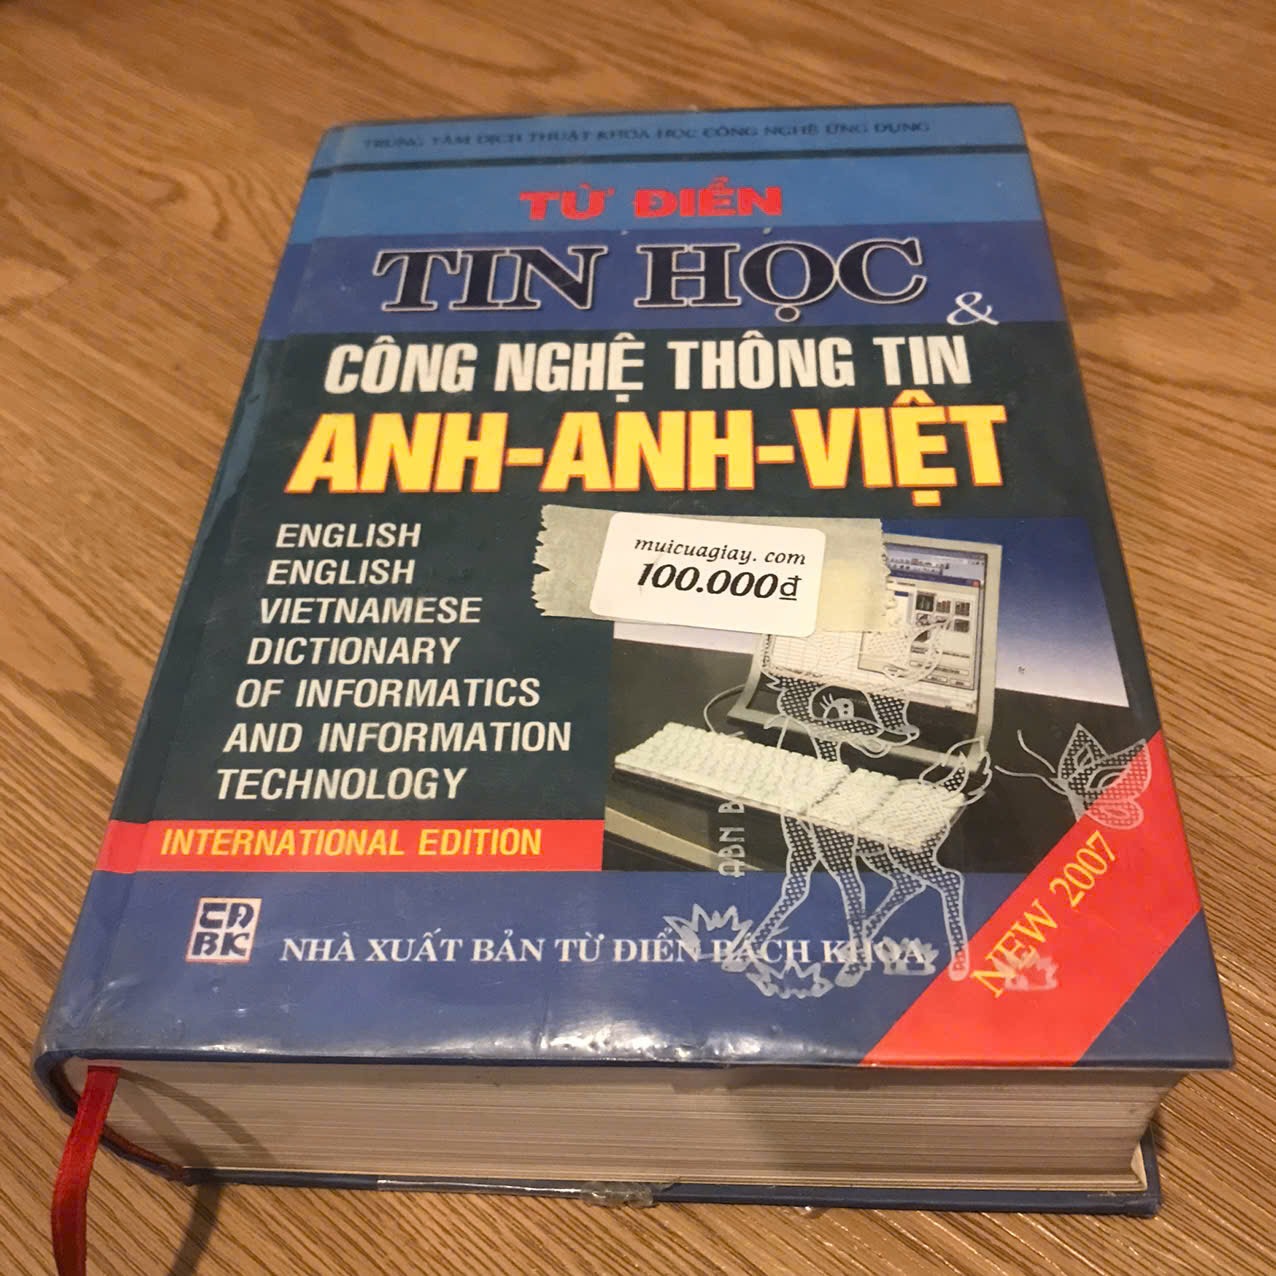 TRUNG TÂM DỊCH THUẬT KHOA HỌC CÔNG NGHỆ ỨNG DỤNG
TỪ ĐIỂN
TIN HỌC
&
CÔNG NGHỆ THÔNG TIN
ANH-ANH-VIỆT
muicuagiay. com
100.000đ
ENGLISH
ENGLISH
VIETNAMESE
DICTIONARY
OF INFORMATICS
AND INFORMATION
TECHNOLOGY
INTERNATIONAL EDITION
NEW 2007
TĐ
BK
NHÀ XUẤT BẢN TỪ ĐIỂN BÁCH KHOA